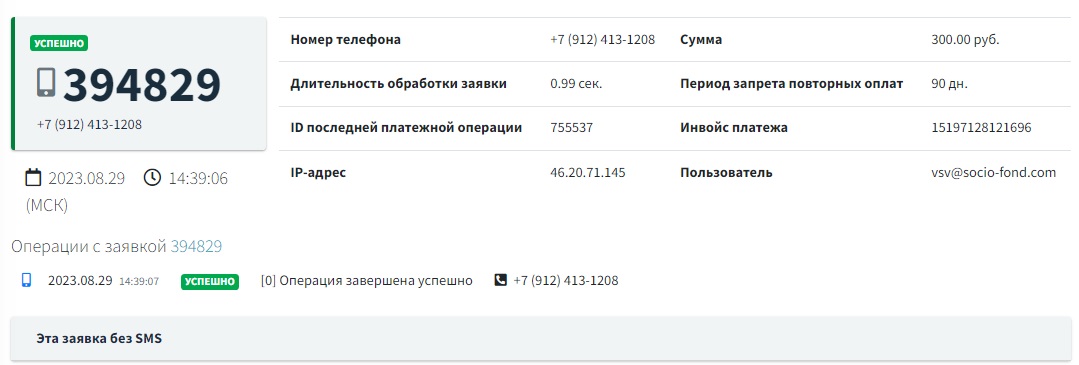 УСПЕШНО
394829
+7 (912) 413-1208
2023.08.29 14:39:06
(МСК)
Номер телефона +7 (912) 413-1208 Сумма 300.00 руб.
Длительность обработки заявки 0.99 сек. Период запрета повторных оплат 90 дн.
ID последней платежной операции 755537 Инвойс платежа 15197128121696
IP-адрес 46.20.71.145 Пользователь vsv@socio-fond.com
Операции с заявкой 394829
2023.08.29 14:39:07 УСПЕШНО [0] Операция завершена успешно +7 (912) 413-1208
Эта заявка без SMS